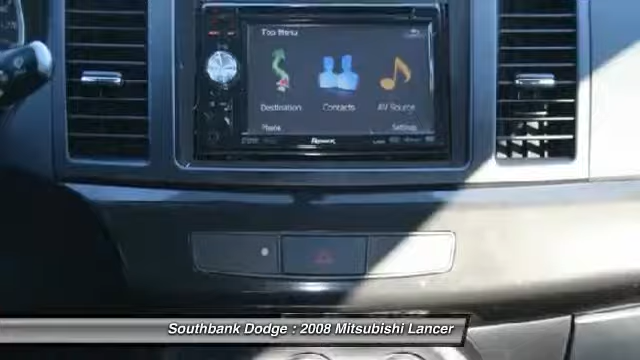 Top Menu
Destination Contacts AV Source
Phone Settings
Southbank Dodge : 2008 Mitsubishi Lancer